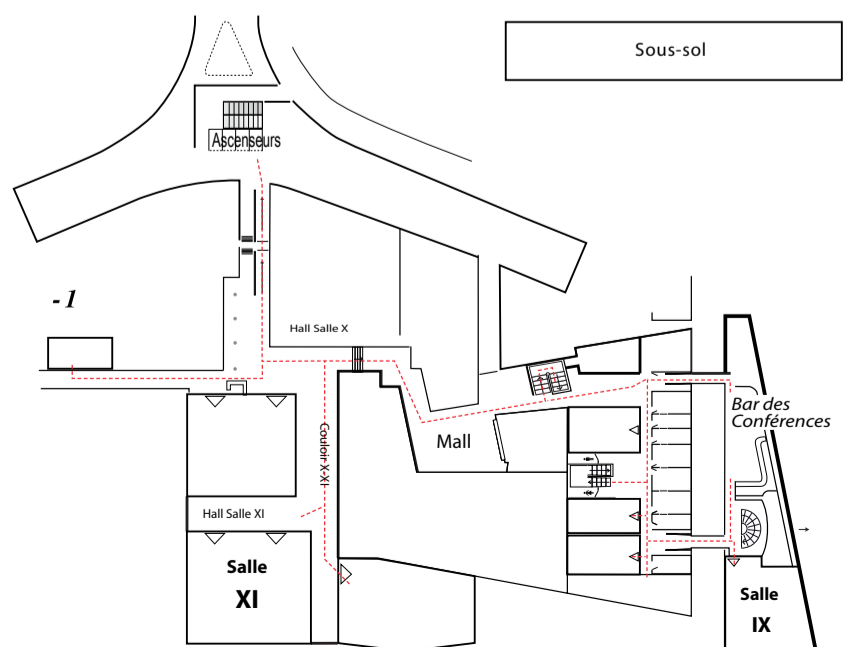 Sous-sol
Ascenseurs
-1
Hall Salle X
Bar des
Conférences
Couloir X-XI
Mall
Hall Salle XI
Salle
XI
Salle
IX